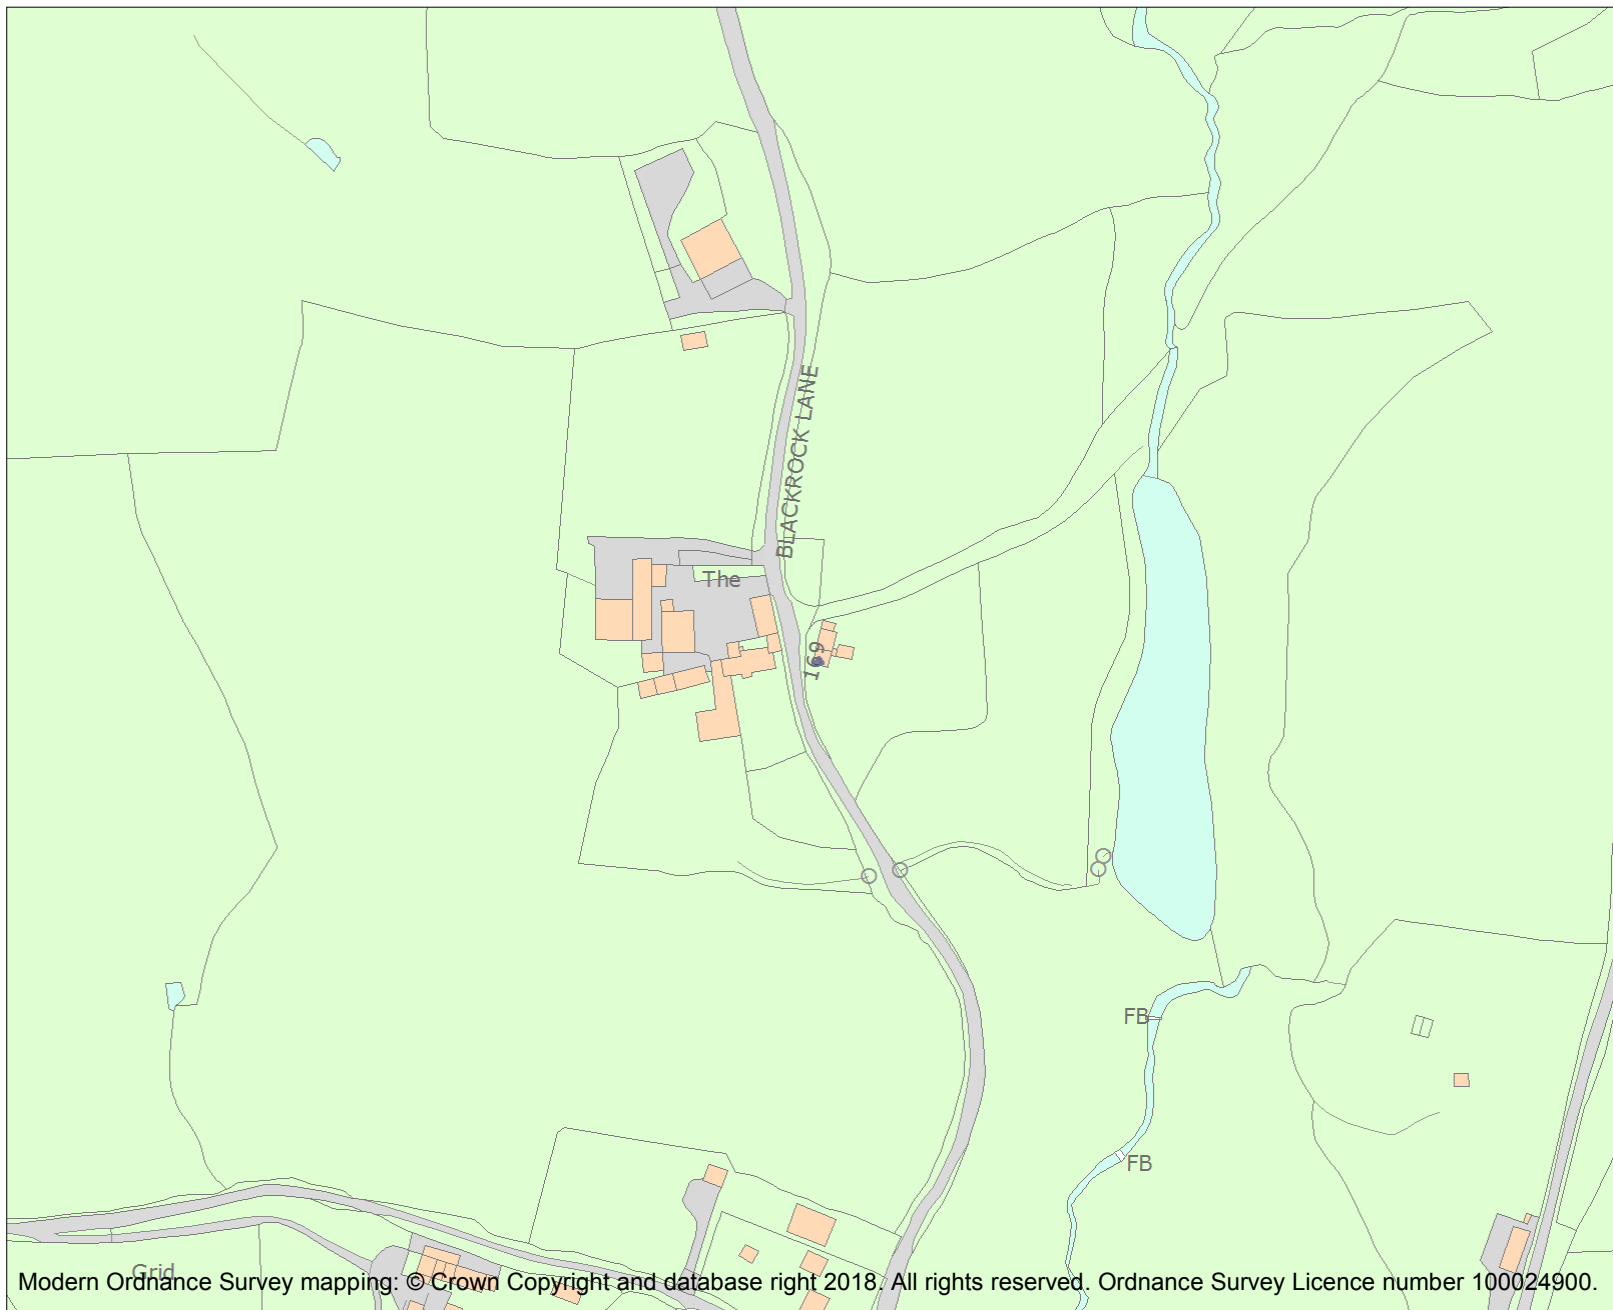 BLACKROCK LANE
The
169
FB
FB
Grid
Modern Ordnance Survey mapping: © Crown Copyright and database right 2018. All rights reserved. Ordnance Survey Licence number 100024900.